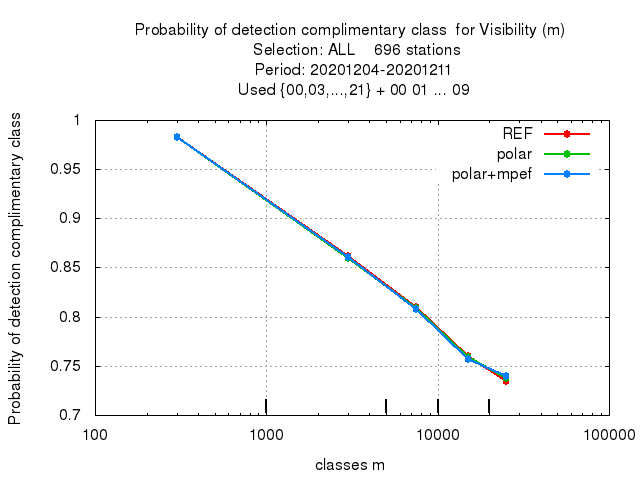 Probability of detection complimentary class  for Visibility (m)
Selection: ALL    696 stations
Period: 20201204-20201211
Used {00,03,...,21} + 00 01 ... 09
Probability of detection complimentary class
1
0.95
0.9
0.85
0.8
0.75
0.7
REF
polar
polar+mpef
100
1000
10000
100000
classes m